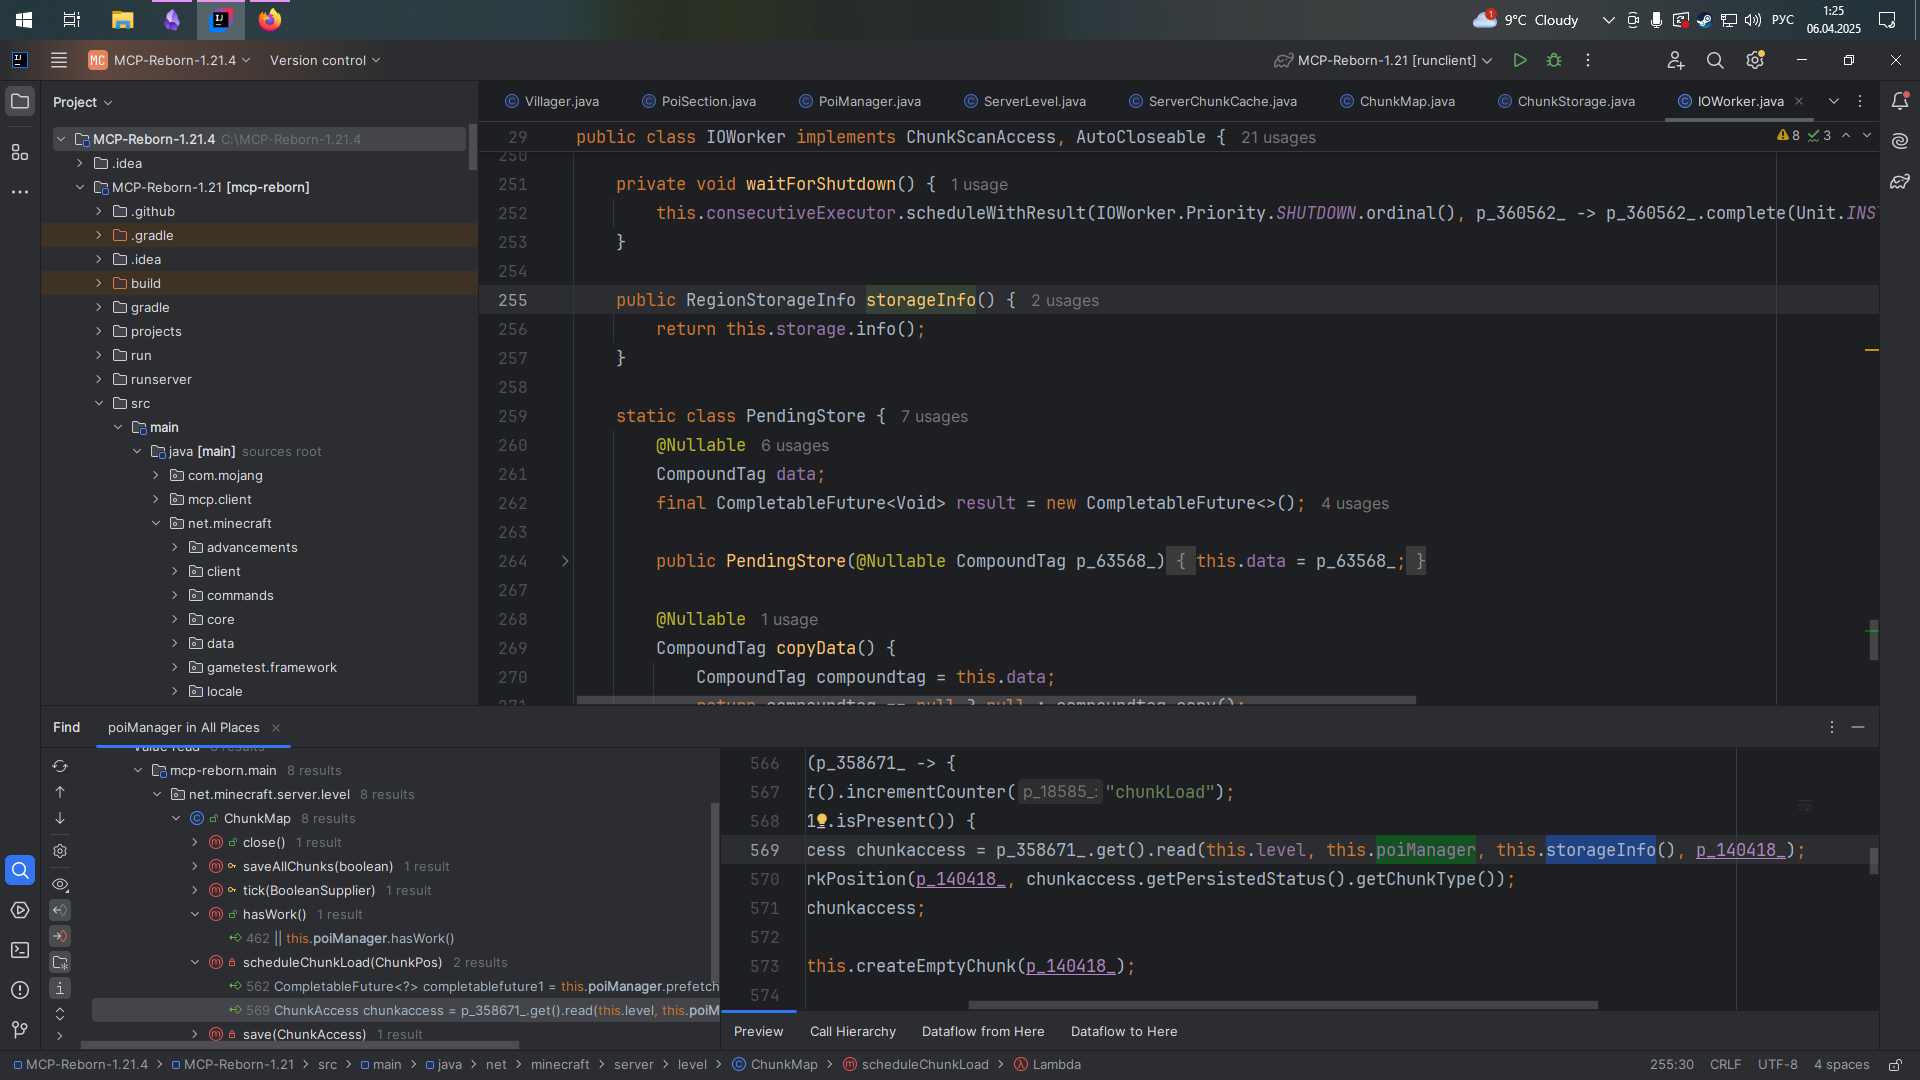 9°C Cloudy
РУС
1:25
06.04.2025
MC MCP-Reborn-1.21.4
Version control
MCP-Reborn-1.21 [runclient]
Project
Villager.java
PoiSection.java
PoiManager.java
ServerLevel.java
ServerChunkCache.java
ChunkMap.java
ChunkStorage.java
IOWorker.java
MCP-Reborn-1.21.4 C:\MCP-Reborn-1.21.4
.idea
MCP-Reborn-1.21 [mcp-reborn]
.github
.gradle
.idea
build
gradle
projects
run
runserver
src
main
java [main] sources root
com.mojang
mcp.client
net.minecraft
advancements
client
commands
core
data
gametest.framework
locale
29 public class IOWorker implements ChunkScanAccess, AutoCloseable { 21 usages
8 3
250
251 private void waitForShutdown() { 1 usage
252 this.consecutiveExecutor.scheduleWithResult(IOWorker.Priority.SHUTDOWN.ordinal(), p_360562_ -> p_360562_.complete(Unit.INS
253 }
254
255 public RegionStorageInfo storageInfo() { 2 usages
256 return this.storage.info();
257 }
258
259 static class PendingStore { 7 usages
260 @Nullable 6 usages
261 CompoundTag data;
262 final CompletableFuture<Void> result = new CompletableFuture<>(); 4 usages
263
264 public PendingStore(@Nullable CompoundTag p_63568_) { this.data = p_63568_; }
267
268 @Nullable 1 usage
269 CompoundTag copyData() {
270 CompoundTag compoundtag = this.data;
271 return compoundtag == null ? null : compoundtag.copy();
Find
poiManager in All Places
Value read 8 results
mcp-reborn.main 8 results
net.minecraft.server.level 8 results
ChunkMap 8 results
close() 1 result
saveAllChunks(boolean) 1 result
tick(BooleanSupplier) 1 result
hasWork() 1 result
462 || this.poiManager.hasWork()
scheduleChunkLoad(ChunkPos) 2 results
562 CompletableFuture<?> completablefuture1 = this.poiManager.prefetch
569 ChunkAccess chunkaccess = p_358671_.get().read(this.level, this.poiM
save(ChunkAccess) 1 result
566 (p_358671_ -> {
567 t().incrementCounter( p_18585_: "chunkLoad");
568 1.isPresent()) {
569 cess chunkaccess = p_358671_.get().read(this.level, this.poiManager, this.storageInfo(), p_140418_);
570 rkPosition(p_140418_, chunkaccess.getPersistedStatus().getChunkType());
571 chunkaccess;
572
573 this.createEmptyChunk(p_140418_);
574
Preview
Call Hierarchy
Dataflow from Here
Dataflow to Here
MCP-Reborn-1.21.4 > MCP-Reborn-1.21 > src > main > java > net > minecraft > server > level > ChunkMap > scheduleChunkLoad > Lambda
255:30
CRLF
UTF-8
4 spaces